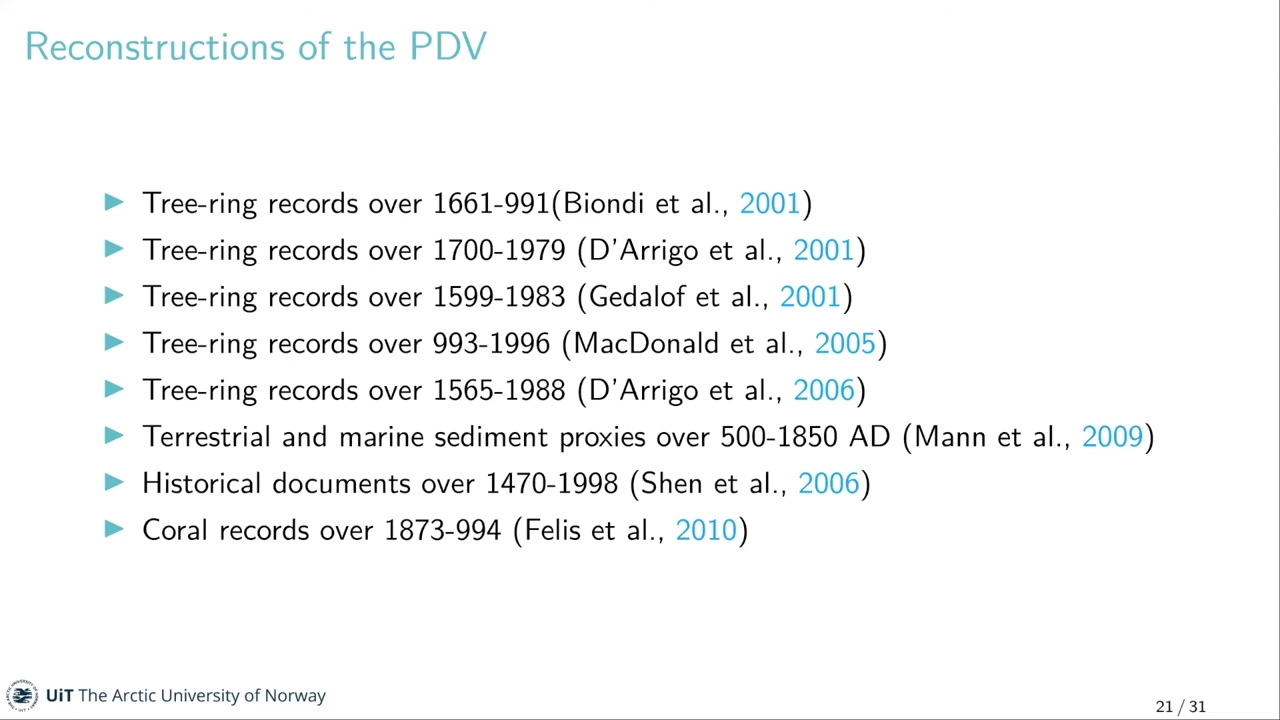 Reconstructions of the PDV
Tree-ring records over 1661-991(Biondi et al., 2001)
Tree-ring records over 1700-1979 (D'Arrigo et al., 2001)
Tree-ring records over 1599-1983 (Gedalof et al., 2001)
Tree-ring records over 993-1996 (MacDonald et al., 2005)
Tree-ring records over 1565-1988 (D'Arrigo et al., 2006)
Terrestrial and marine sediment proxies over 500-1850 AD (Mann et al., 2009)
Historical documents over 1470-1998 (Shen et al., 2006)
Coral records over 1873-994 (Felis et al., 2010)
UiT The Arctic University of Norway
21 / 31